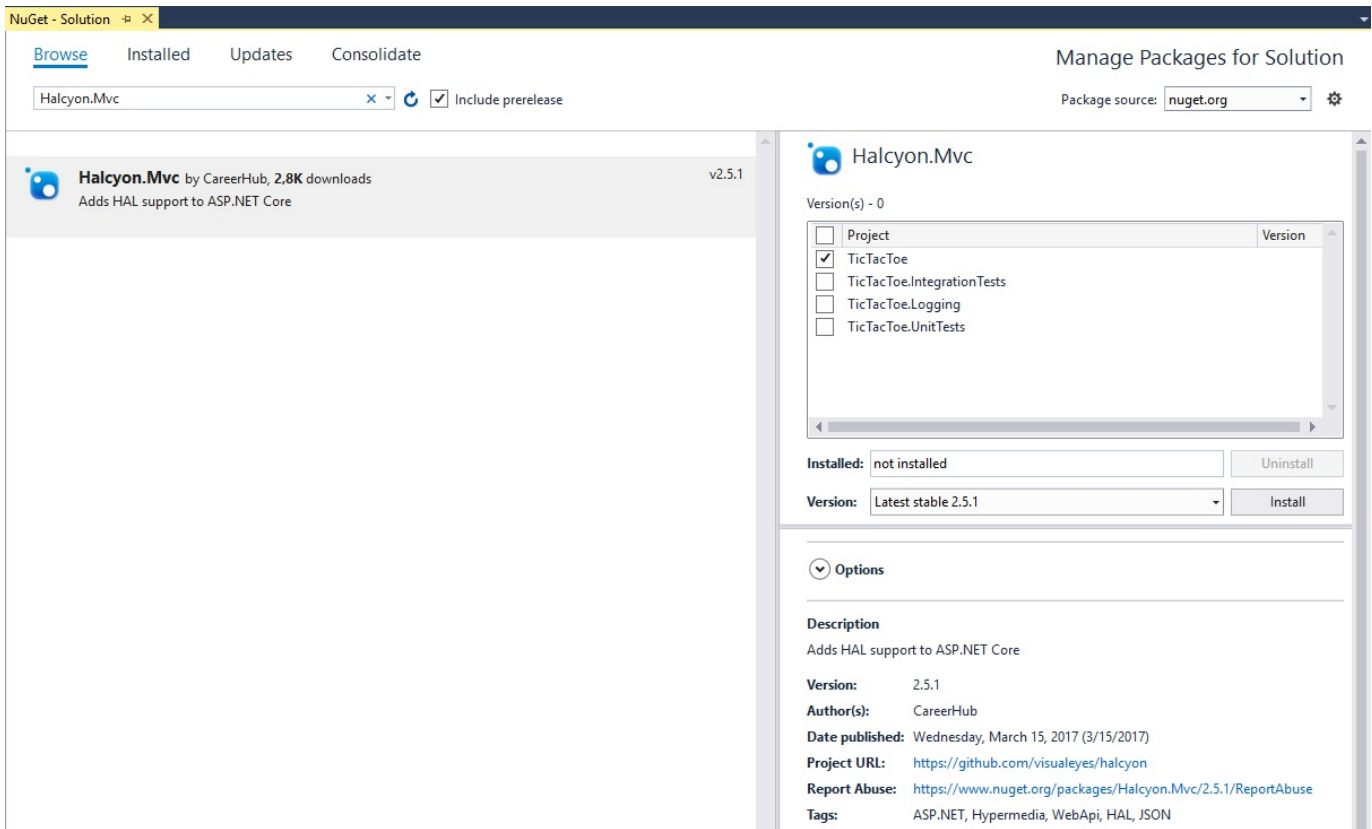 NuGet - Solution
Browse Installed Updates Consolidate
Manage Packages for Solution
Halcyon.Mvc
Include prerelease
Package source: nuget.org
Halcyon.Mvc by CareerHub, 2,8K downloads
v2.5.1
Adds HAL support to ASP.NET Core
Halcyon.Mvc
Version(s) - 0
Project Version
TicTacToe
TicTacToe.IntegrationTests
TicTacToe.Logging
TicTacToe.UnitTests
Installed: not installed Uninstall
Version: Latest stable 2.5.1 Install
Options
Description
Adds HAL support to ASP.NET Core
Version: 2.5.1
Author(s): CareerHub
Date published: Wednesday, March 15, 2017 (3/15/2017)
Project URL: https://github.com/visualeyes/halcyon
Report Abuse: https://www.nuget.org/packages/Halcyon.Mvc/2.5.1/ReportAbuse
Tags: ASP.NET, Hypermedia, WebApi, HAL, JSON